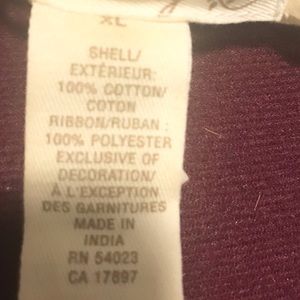 XL
SHELL/
EXTÉRIEUR:
100% COTTON/
COTON
RIBBON/RUBAN :
100% POLYESTER
EXCLUSIVE OF
DECORATION/
À L'EXCEPTION
DES GARNITURES
MADE IN
INDIA
RN 54023
CA 17897